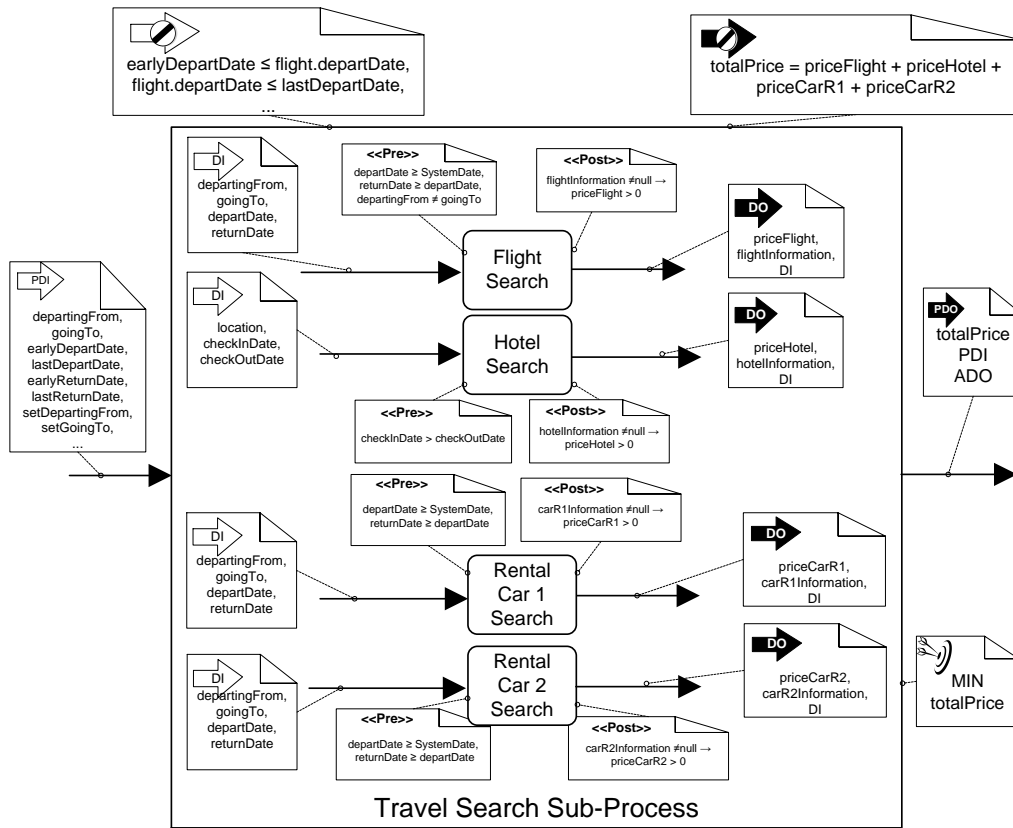 earlyDepartDate ≤ flight.departDate,
flight.departDate ≤ lastDepartDate,
...
totalPrice = priceFlight + priceHotel +
priceCarR1 + priceCarR2
DI
departingFrom,
goingTo,
departDate,
returnDate
<<Pre>>
departDate ≥ SystemDate,
returnDate ≥ departDate,
departingFrom ≠ goingTo
<<Post>>
flightInformation ≠null →
priceFlight > 0
Flight
Search
DO
priceFlight,
flightInformation,
DI
PDI
departingFrom,
goingTo,
earlyDepartDate,
lastDepartDate,
earlyReturnDate,
lastReturnDate,
setDepartingFrom,
setGoingTo,
...
DI
location,
checkInDate,
checkOutDate
Hotel
Search
DO
priceHotel,
hotelInformation,
DI
PDO
totalPrice
PDI
ADO
<<Pre>>
checkInDate > checkOutDate
<<Post>>
hotelInformation ≠null →
priceHotel > 0
<<Pre>>
departDate ≥ SystemDate,
returnDate ≥ departDate
<<Post>>
carR1Information ≠null →
priceCarR1 > 0
DI
departingFrom,
goingTo,
departDate,
returnDate
Rental
Car 1
Search
DO
priceCarR1,
carR1Information,
DI
DI
departingFrom,
goingTo,
departDate,
returnDate
Rental
Car 2
Search
DO
priceCarR2,
carR2Information,
DI
MIN
totalPrice
<<Pre>>
departDate ≥ SystemDate,
returnDate ≥ departDate
<<Post>>
carR2Information ≠null →
priceCarR2 > 0
Travel Search Sub-Process